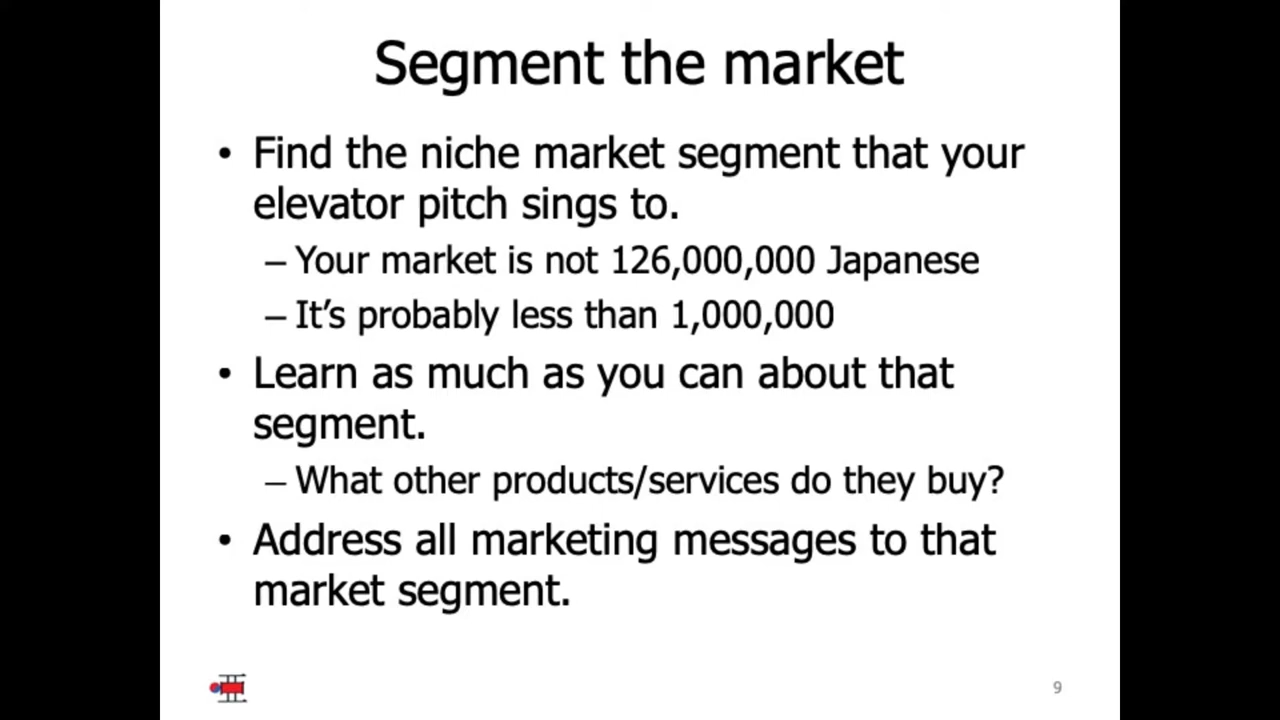 Segment the market
• Find the niche market segment that your
elevator pitch sings to.
– Your market is not 126,000,000 Japanese
– It’s probably less than 1,000,000
• Learn as much as you can about that
segment.
– What other products/services do they buy?
• Address all marketing messages to that
market segment.
9